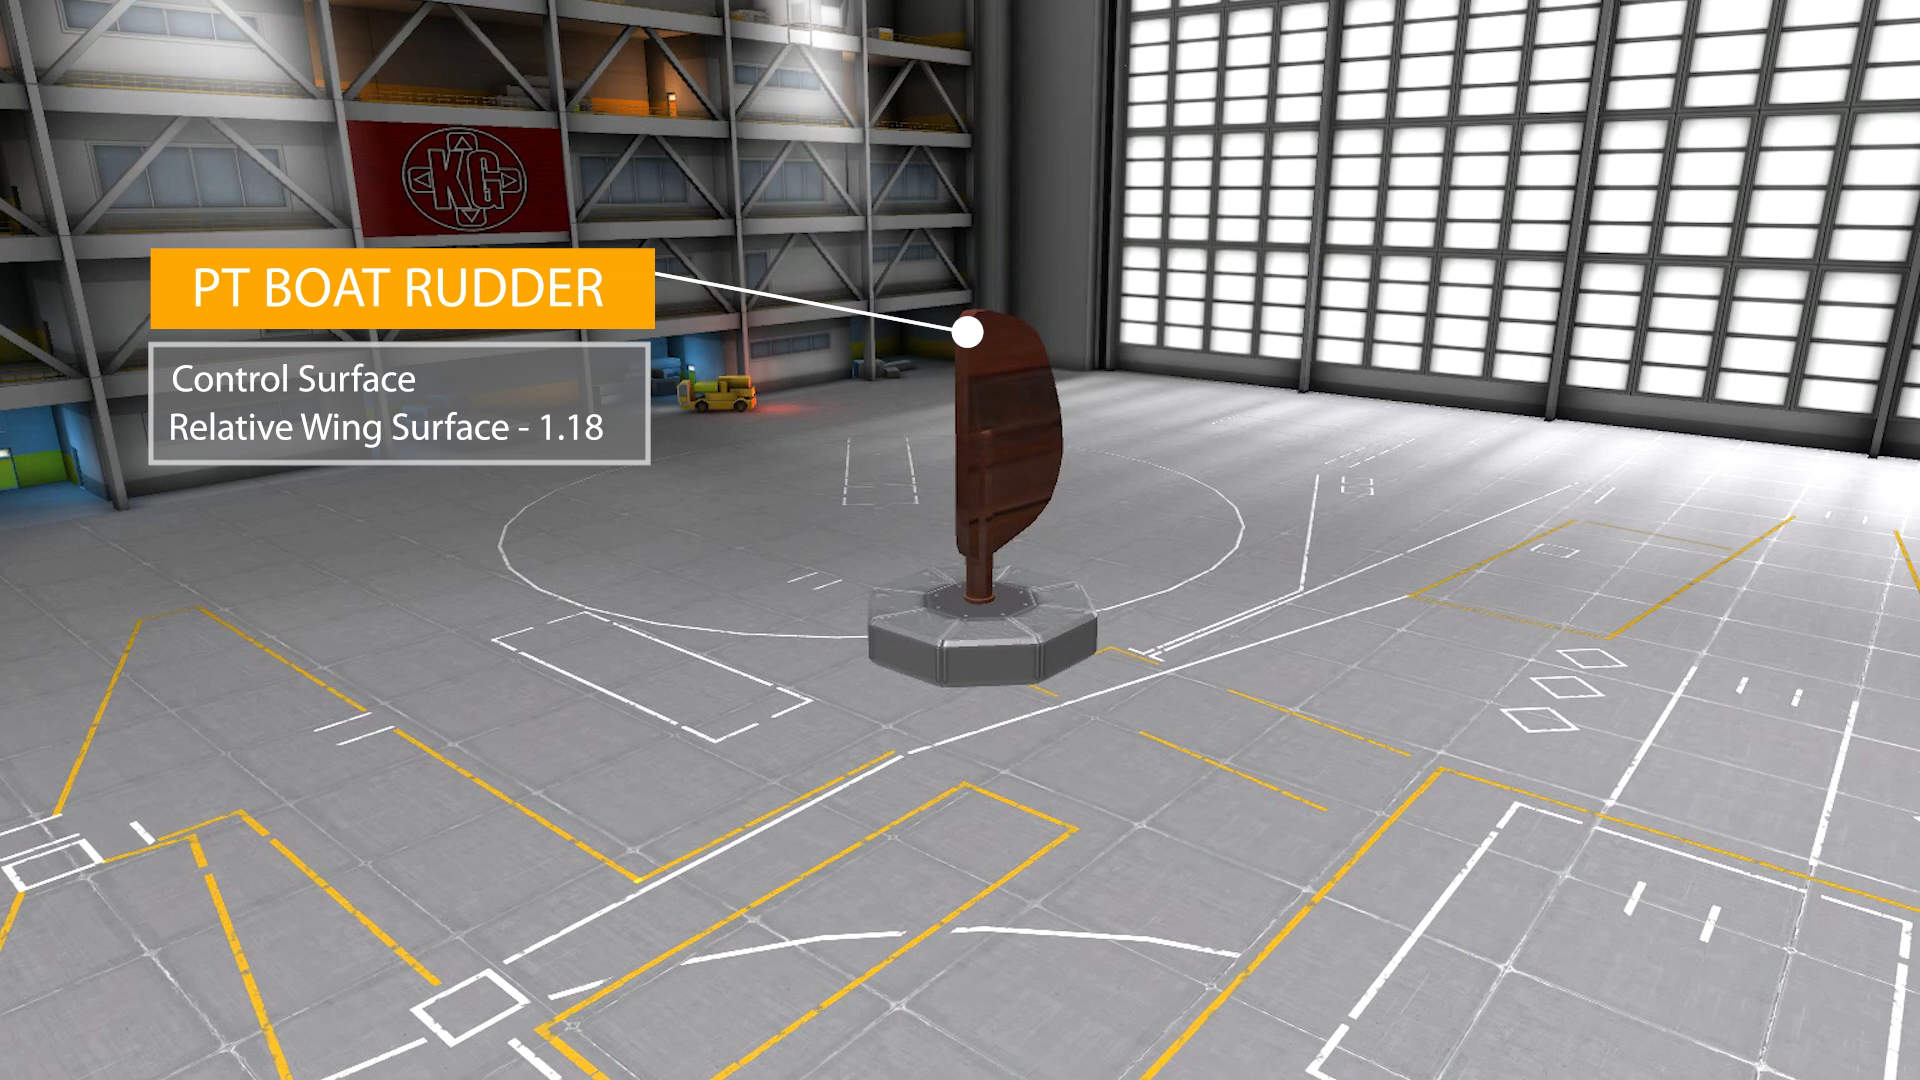 KG
PT BOAT RUDDER
Control Surface
Relative Wing Surface - 1.18